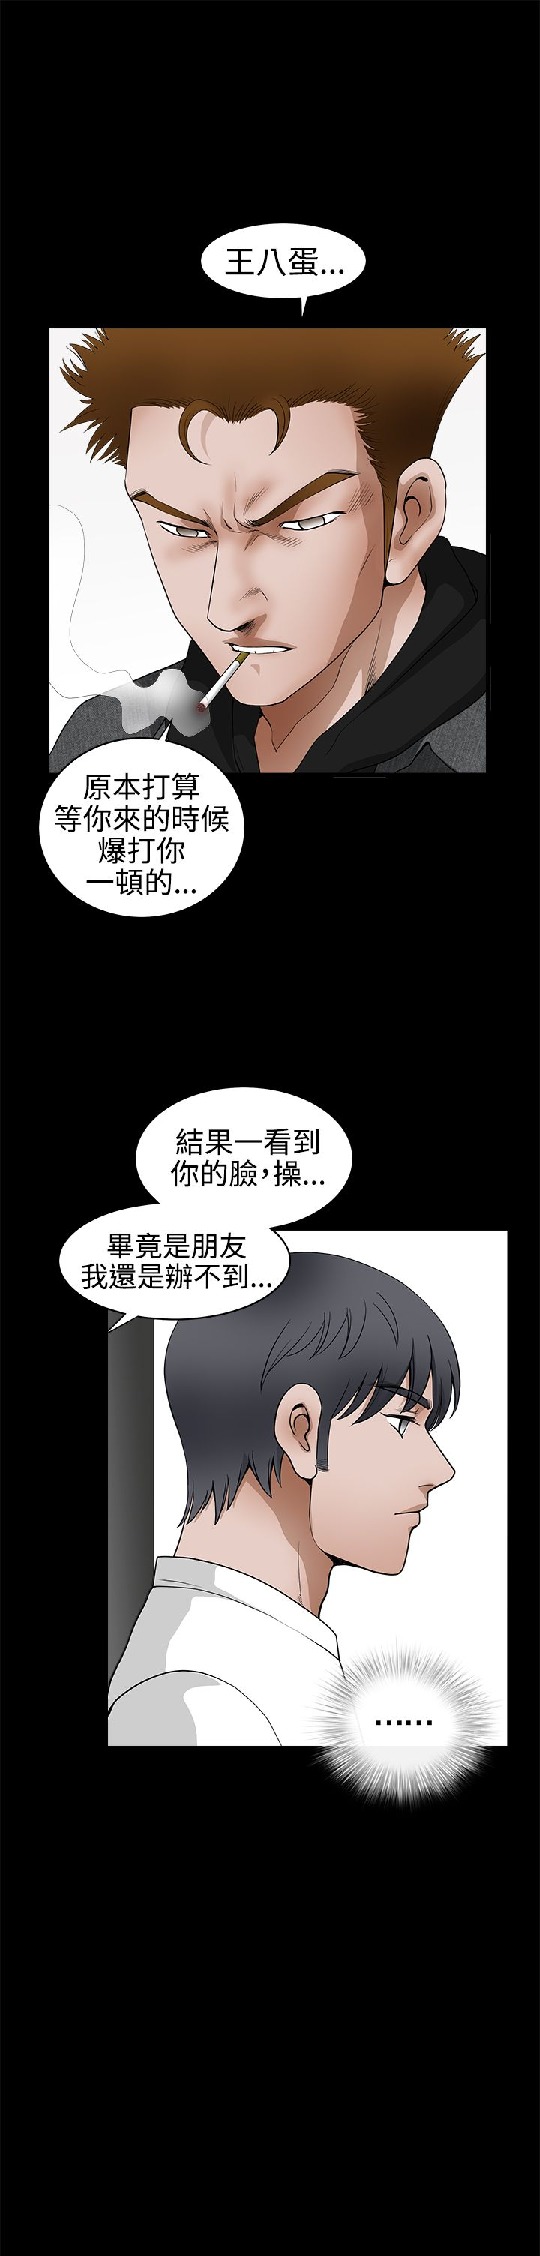 王八蛋...
原本打算
等你來的時候
爆打你
一頓的...
結果一看到
你的臉，操...
畢竟是朋友
我還是辦不到...
……